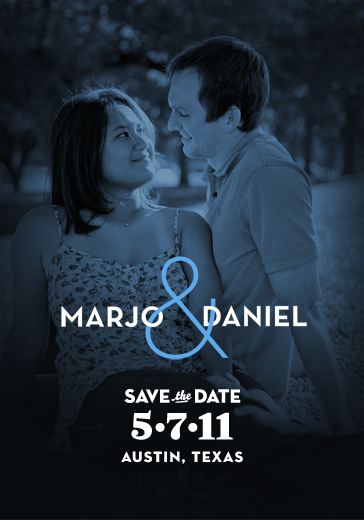 MARJO & DANIEL
SAVE the DATE
5•7•11
AUSTIN, TEXAS